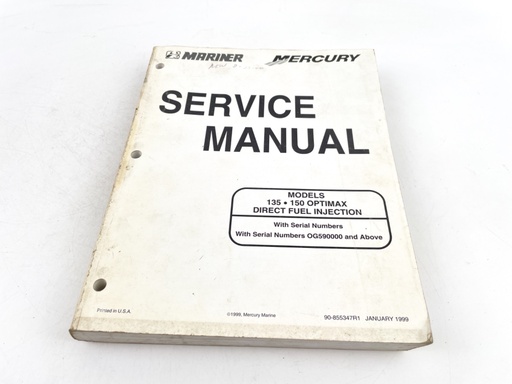 MARINER MERCURY
SERVICE
MANUAL
MODELS
135 • 150 OPTIMAX
DIRECT FUEL INJECTION
With Serial Numbers
With Serial Numbers OG590000 and Above
Printed in U.S.A. ©1999, Mercury Marine 90-855347R1 JANUARY 1999